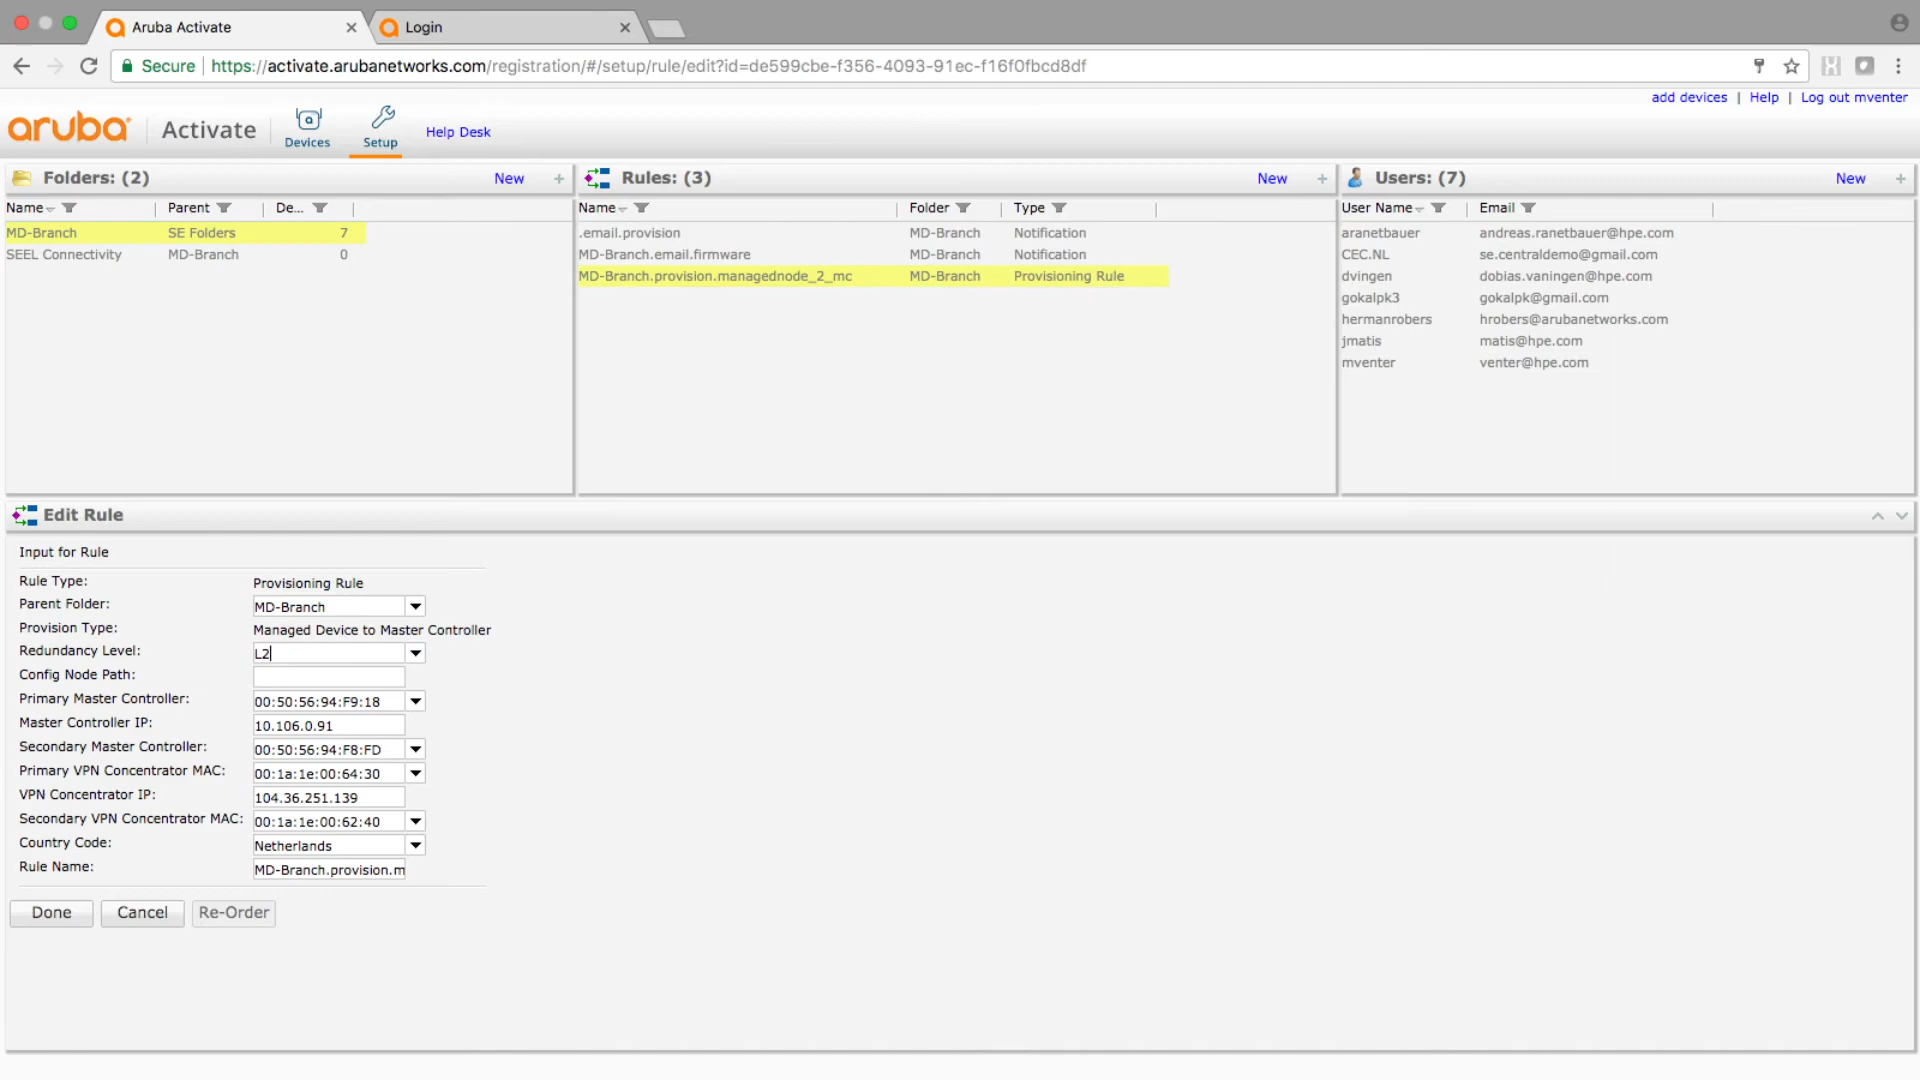 Aruba Activate
Login
Secure https://activate.arubanetworks.com/registration/#/setup/rule/edit?id=de599cbe-f356-4093-91ec-f16f0fbcd8df
add devices | Help | Log out mventer
aruba Activate Devices Setup Help Desk
Folders: (2) New +
Name Parent De...
MD-Branch SE Folders 7
SEEL Connectivity MD-Branch 0
Rules: (3) New +
Name Folder Type
.email.provision MD-Branch Notification
MD-Branch.email.firmware MD-Branch Notification
MD-Branch.provision.managednode_2_mc MD-Branch Provisioning Rule
Users: (7) New +
User Name Email
aranetbauer andreas.ranetbauer@hpe.com
CEC.NL se.centraldemo@gmail.com
dvingen dobias.vaningen@hpe.com
gokalpk3 gokalpk@gmail.com
hermanrobers hrobers@arubanetworks.com
jmatis matis@hpe.com
mventer venter@hpe.com
Edit Rule
Input for Rule
Rule Type: Provisioning Rule
Parent Folder: MD-Branch
Provision Type: Managed Device to Master Controller
Redundancy Level: L2
Config Node Path:
Primary Master Controller: 00:50:56:94:F9:18
Master Controller IP: 10.106.0.91
Secondary Master Controller: 00:50:56:94:F8:FD
Primary VPN Concentrator MAC: 00:1a:1e:00:64:30
VPN Concentrator IP: 104.36.251.139
Secondary VPN Concentrator MAC: 00:1a:1e:00:62:40
Country Code: Netherlands
Rule Name: MD-Branch.provision.m
Done Cancel Re-Order